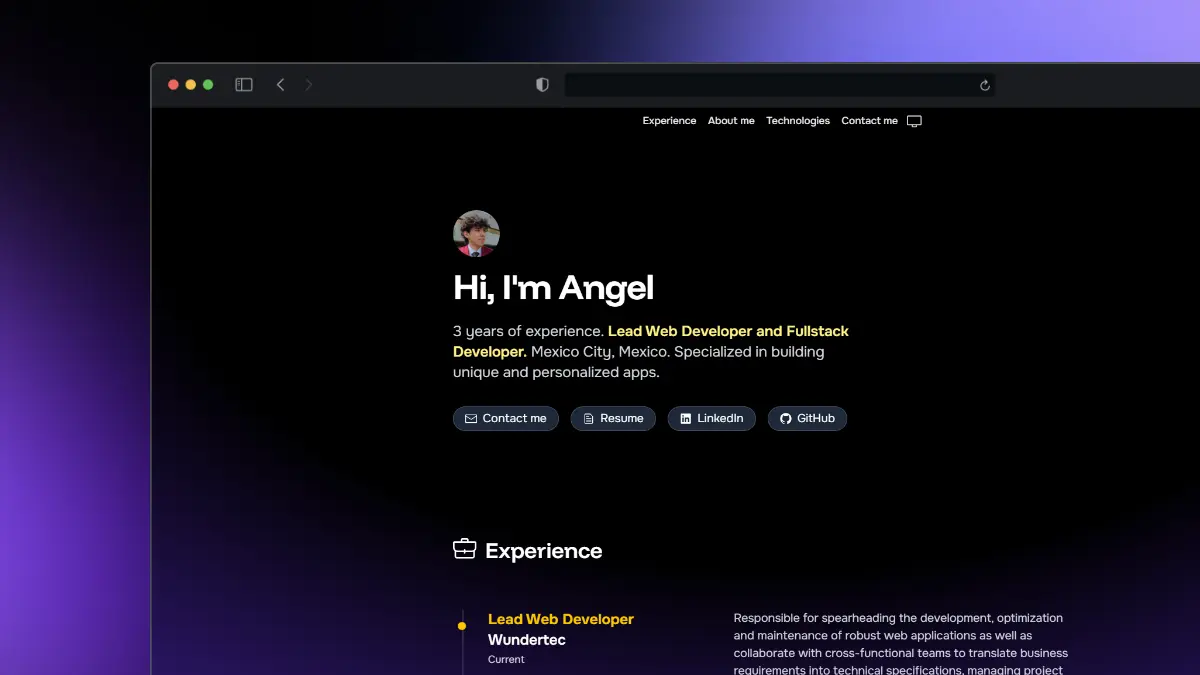 Experience About me Technologies Contact me
Hi, I'm Angel
3 years of experience. Lead Web Developer and Fullstack
Developer. Mexico City, Mexico. Specialized in building
unique and personalized apps.
Contact me Resume LinkedIn GitHub
Experience
Lead Web Developer
Wundertec
Current
Responsible for spearheading the development, optimization
and maintenance of robust web applications as well as
collaborate with cross-functional teams to translate business
requirements into technical specifications, managing project